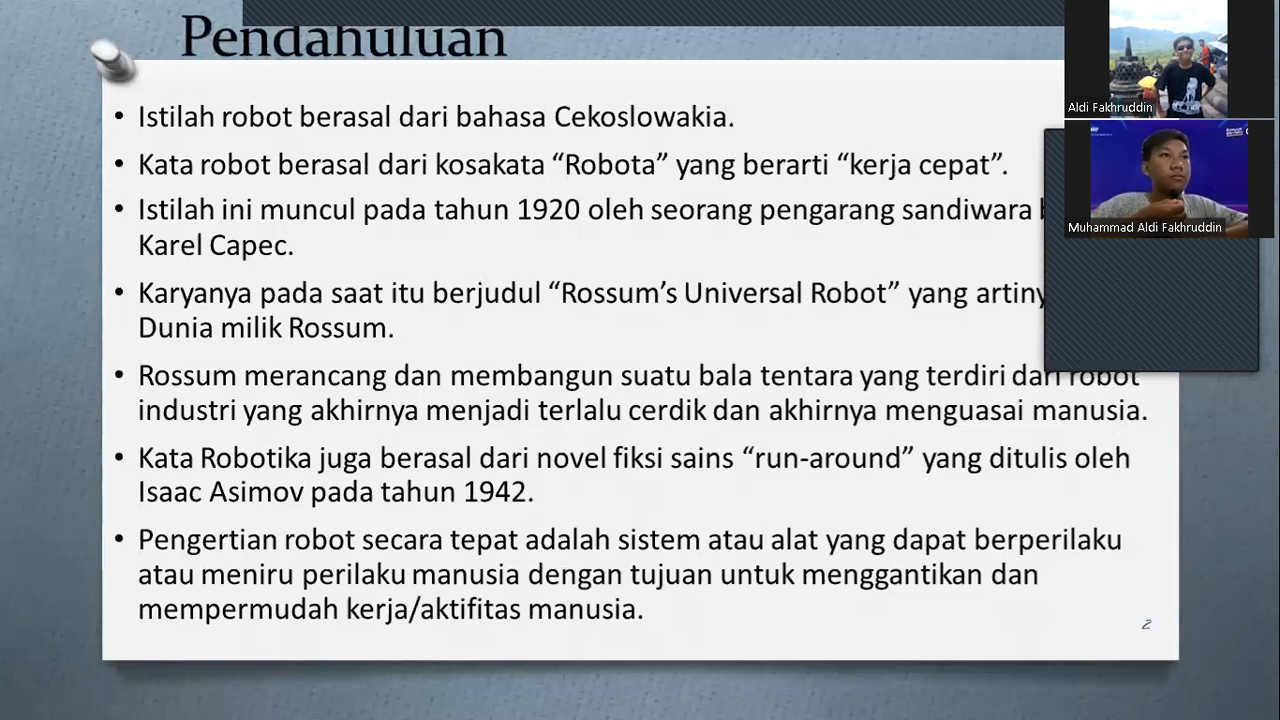 Pendahuluan
• Istilah robot berasal dari bahasa Cekoslowakia.
• Kata robot berasal dari kosakata “Robota” yang berarti “kerja cepat”.
• Istilah ini muncul pada tahun 1920 oleh seorang pengarang sandiwara
Karel Capec.
• Karyanya pada saat itu berjudul “Rossum’s Universal Robot” yang
Dunia milik Rossum.
• Rossum merancang dan membangun suatu bala tentara yang terdiri dari robot
industri yang akhirnya menjadi terlalu cerdik dan akhirnya menguasai manusia.
• Kata Robotika juga berasal dari novel fiksi sains “run-around” yang ditulis oleh
Isaac Asimov pada tahun 1942.
• Pengertian robot secara tepat adalah sistem atau alat yang dapat berperilaku
atau meniru perilaku manusia dengan tujuan untuk menggantikan dan
mempermudah kerja/aktifitas manusia.
2
Aldi Fakhruddin
Muhammad Aldi Fakhruddin